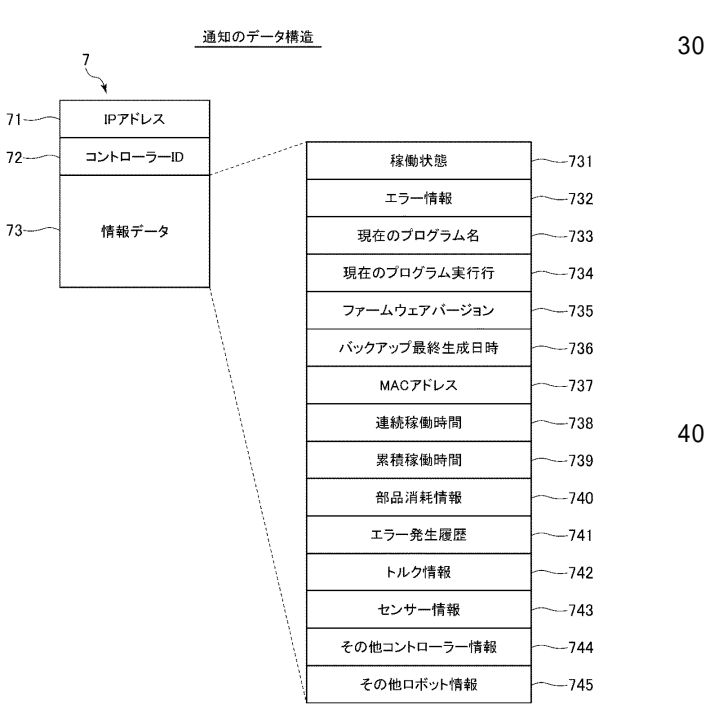 通知のデータ構造
30
7
71 IPアドレス
72 コントローラーID
73 情報データ
稼働状態 731
エラー情報 732
現在のプログラム名 733
現在のプログラム実行行 734
ファームウェアバージョン 735
バックアップ最終生成日時 736
MACアドレス 737
連続稼働時間 738
40
累積稼働時間 739
部品消耗情報 740
エラー発生履歴 741
トルク情報 742
センサー情報 743
その他コントローラー情報 744
その他ロボット情報 745